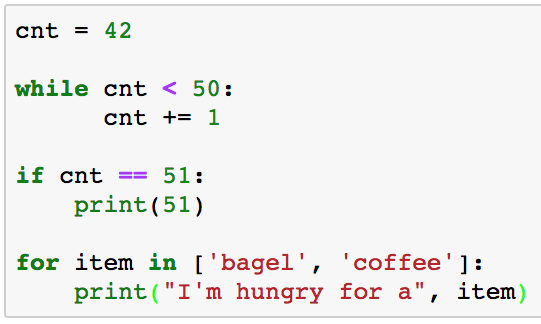 cnt = 42
while cnt < 50:
      cnt += 1
if cnt == 51:
    print(51)
for item in ['bagel', 'coffee']:
    print("I'm hungry for a", item)